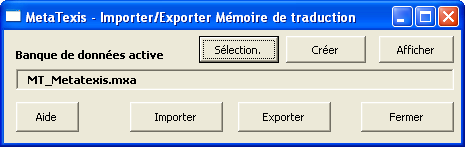 MetaTexis - Importer/Exporter Mémoire de traduction
Banque de données active Sélection. Créer Afficher
MT_Metatexis.mxa
Aide Importer Exporter Fermer